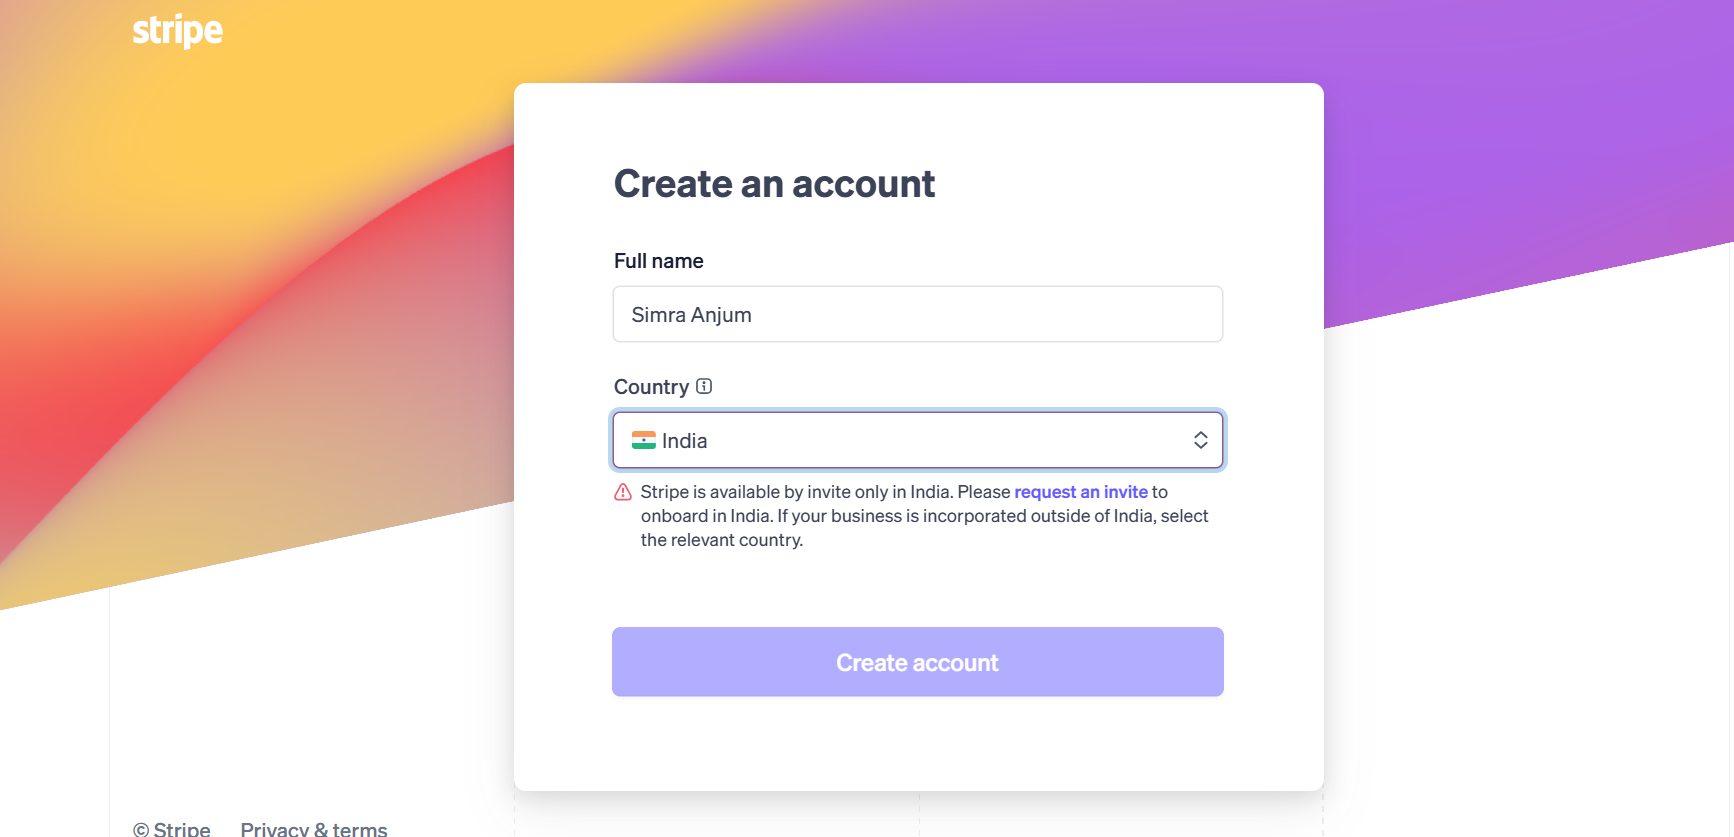 stripe
Create an account
Full name
Simra Anjum
Country
India
Stripe is available by invite only in India. Please request an invite to
onboard in India. If your business is incorporated outside of India, select
the relevant country.
Create account
© Stripe Privacy & terms